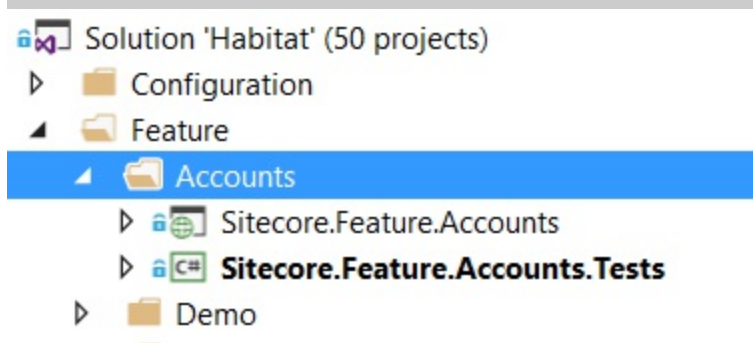 Solution 'Habitat' (50 projects)
Configuration
Feature
Accounts
Sitecore.Feature.Accounts
C# Sitecore.Feature.Accounts.Tests
Demo